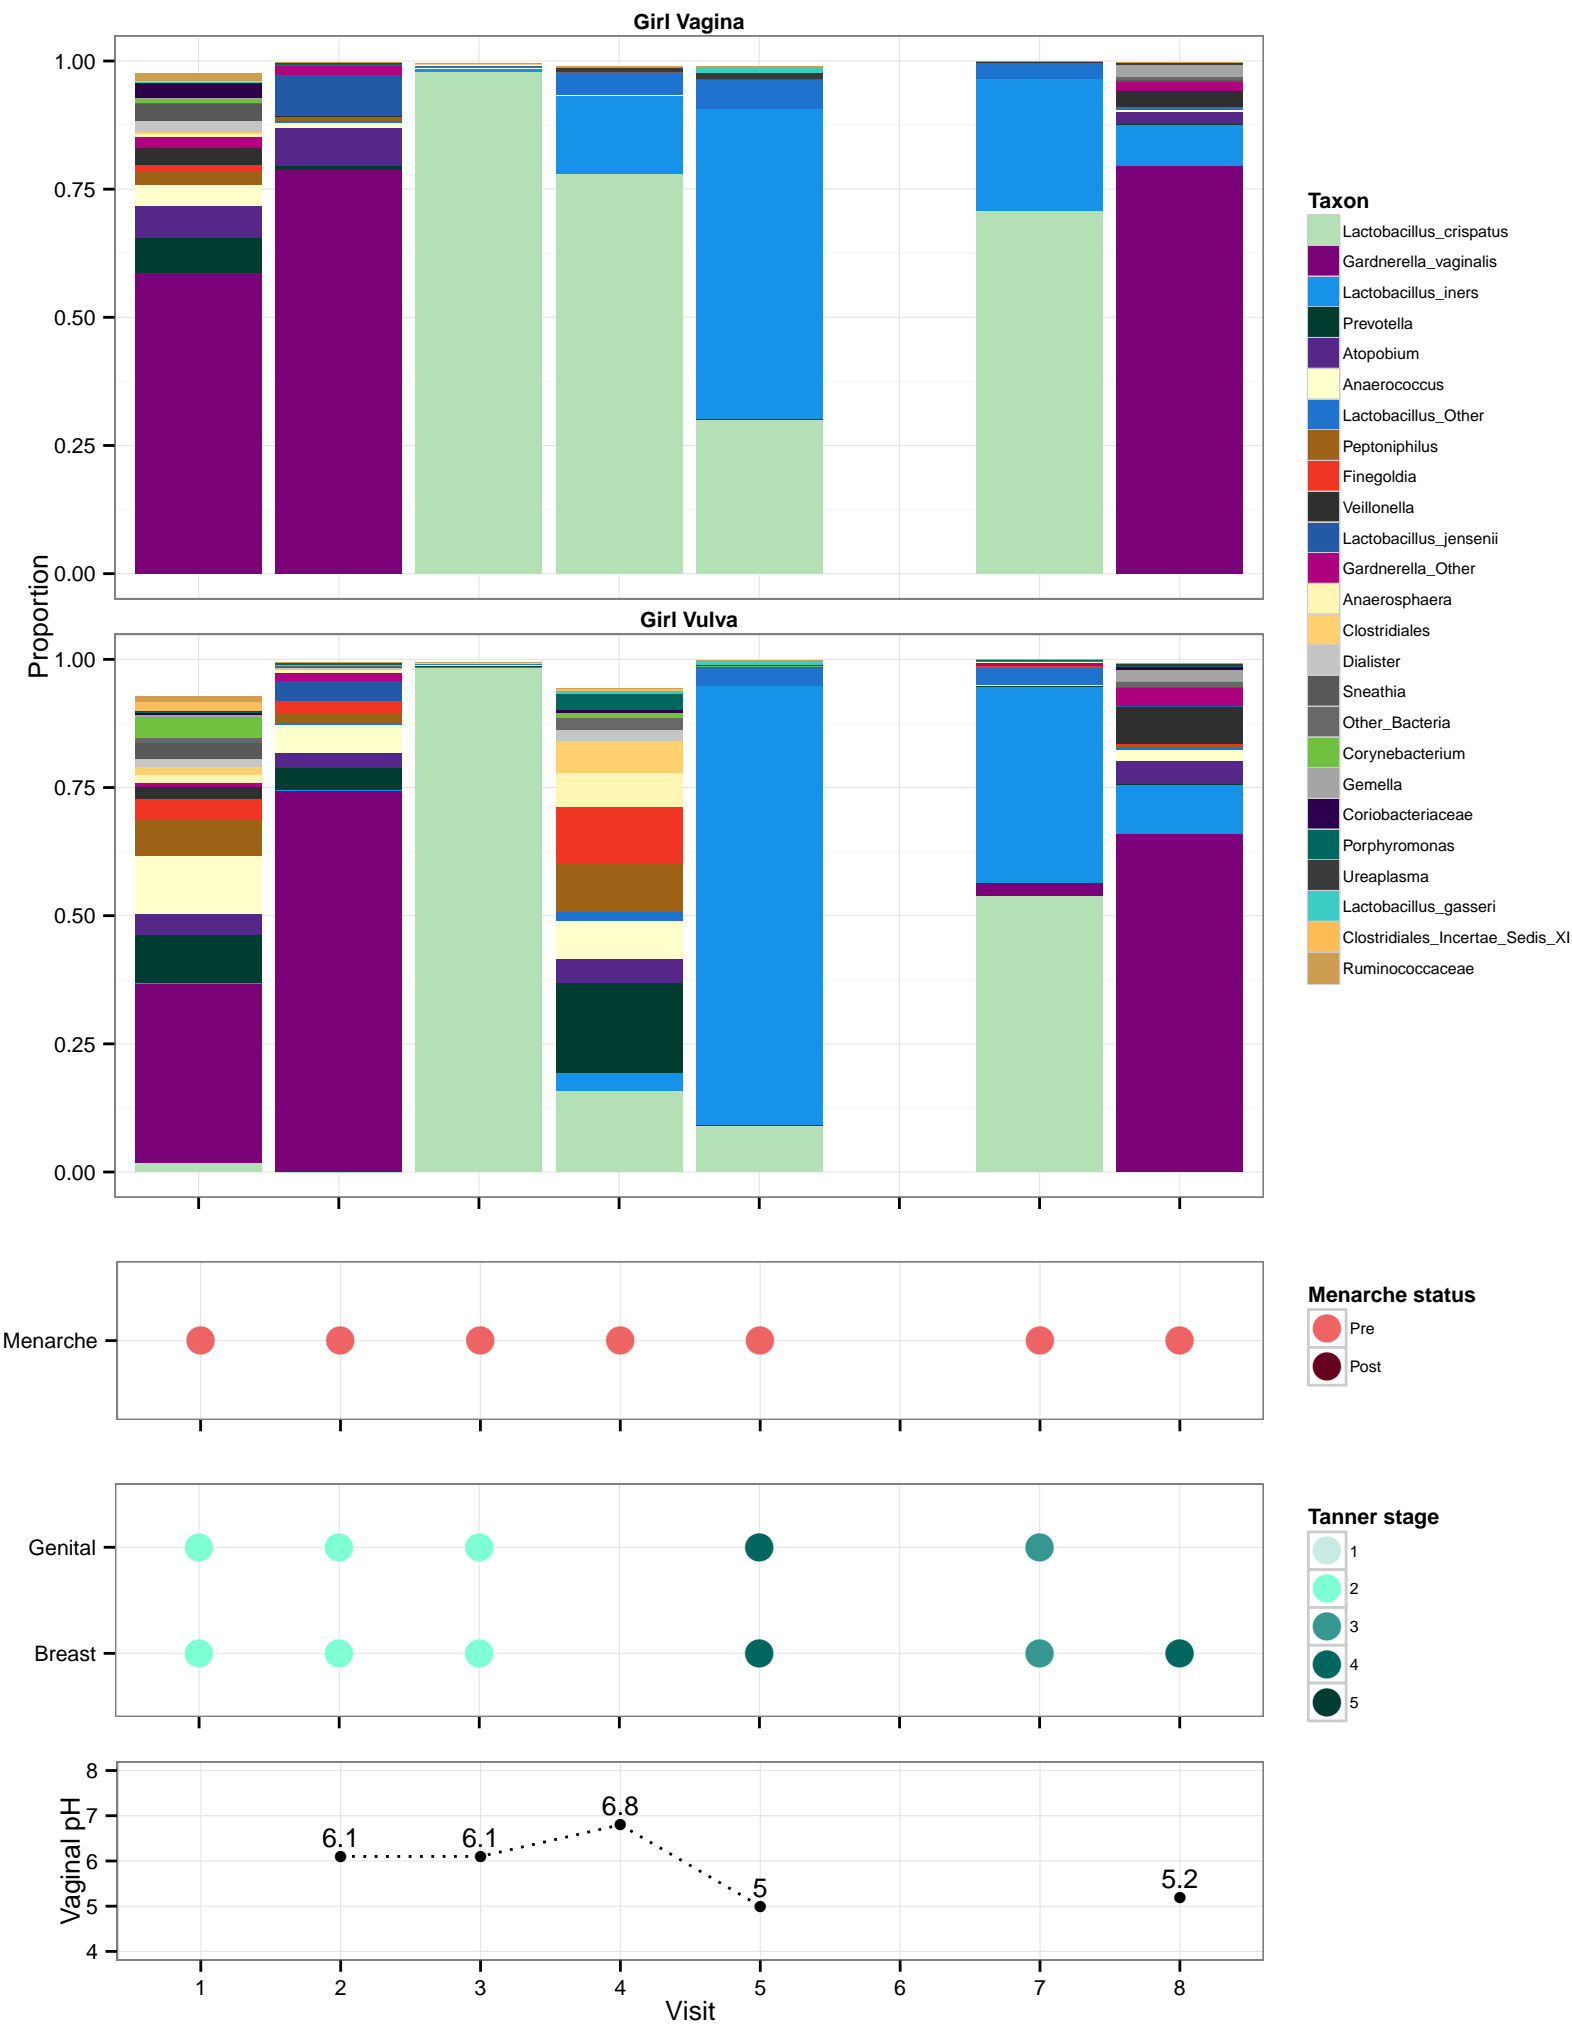 Girl Vagina
1.00
0.75
0.50
0.25
0.00
Proportion
Girl Vulva
1.00
0.75
0.50
0.25
0.00
Taxon
Lactobacillus_crispatus
Gardnerella_vaginalis
Lactobacillus_iners
Prevotella
Atopobium
Anaerococcus
Lactobacillus_Other
Peptoniphilus
Finegoldia
Veillonella
Lactobacillus_jensenii
Gardnerella_Other
Anaerosphaera
Clostridiales
Dialister
Sneathia
Other_Bacteria
Corynebacterium
Gemella
Coriobacteriaceae
Porphyromonas
Ureaplasma
Lactobacillus_gasseri
Clostridiales_Incertae_Sedis_XI
Ruminococcaceae
Menarche
Menarche status
Pre
Post
Genital
Breast
Tanner stage
1
2
3
4
5
Vaginal pH
8
7
6
5
4
6.1
6.1
6.8
5
5.2
1 2 3 4 5 6 7 8
Visit